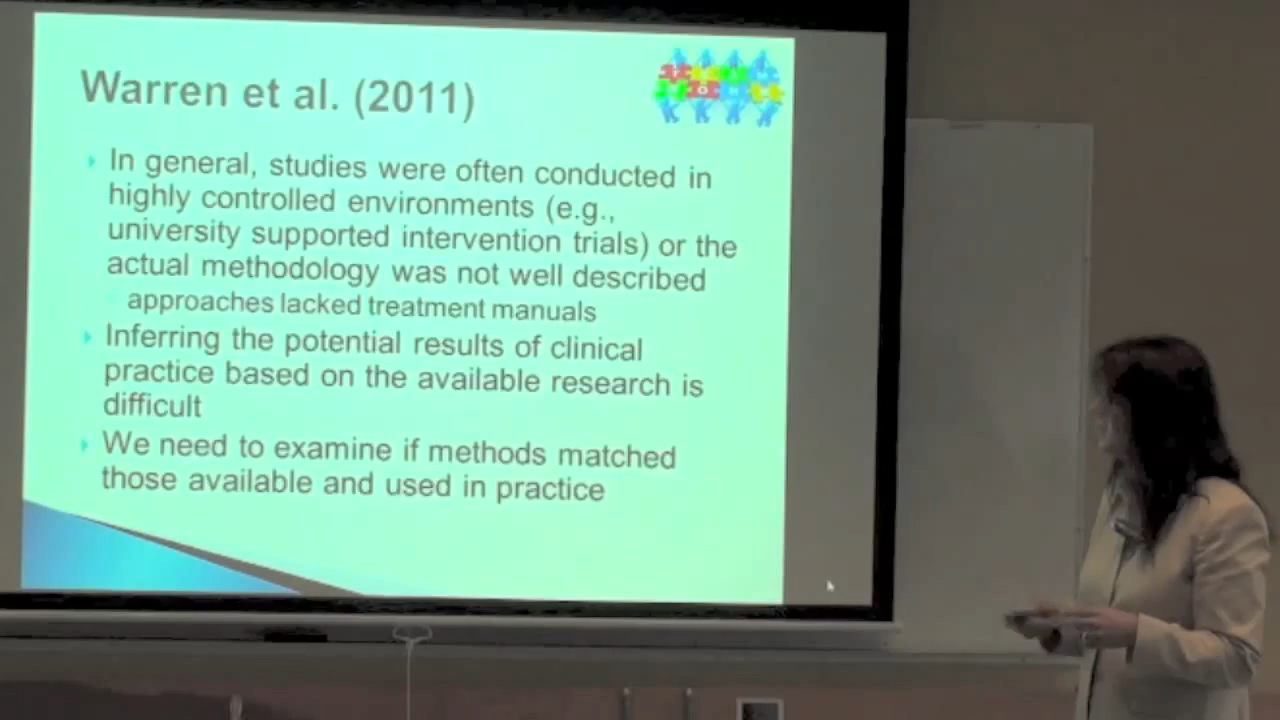 Warren et al. (2011)
In general, studies were often conducted in
highly controlled environments (e.g.,
university supported intervention trials) or the
actual methodology was not well described
approaches lacked treatment manuals
Inferring the potential results of clinical
practice based on the available research is
difficult
We need to examine if methods matched
those available and used in practice